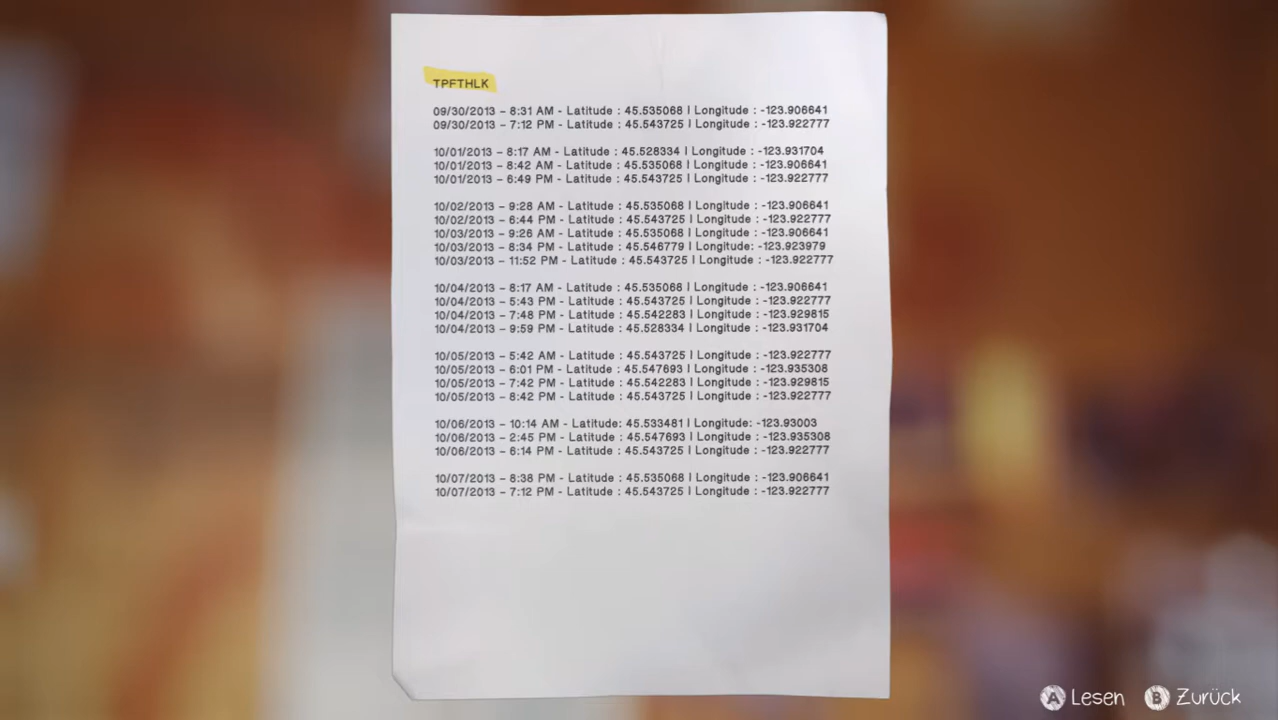 TPFTHLK
09/30/2013 – 8:31 AM - Latitude : 45.535068 | Longitude : -123.906641
09/30/2013 – 7:12 PM - Latitude : 45.543725 | Longitude : -123.922777
10/01/2013 – 8:17 AM - Latitude : 45.528334 | Longitude : -123.931704
10/01/2013 – 8:42 AM - Latitude : 45.535068 | Longitude : -123.906641
10/01/2013 – 6:49 PM - Latitude : 45.543725 | Longitude : -123.922777
10/02/2013 – 9:28 AM - Latitude : 45.535068 | Longitude : -123.906641
10/02/2013 – 6:44 PM - Latitude : 45.543725 | Longitude : -123.922777
10/03/2013 – 9:26 AM - Latitude : 45.535068 | Longitude : -123.906641
10/03/2013 – 8:34 PM - Latitude : 45.546779 | Longitude: -123.923979
10/03/2013 – 11:52 PM - Latitude : 45.543725 | Longitude : -123.922777
10/04/2013 – 8:17 AM - Latitude : 45.535068 | Longitude : -123.906641
10/04/2013 – 5:43 PM - Latitude : 45.543725 | Longitude : -123.922777
10/04/2013 – 7:48 PM - Latitude : 45.542283 | Longitude : -123.929815
10/04/2013 – 9:59 PM - Latitude : 45.528334 | Longitude : -123.931704
10/05/2013 – 5:42 AM - Latitude : 45.543725 | Longitude : -123.922777
10/05/2013 – 6:01 PM - Latitude : 45.547693 | Longitude : -123.935308
10/05/2013 – 7:42 PM - Latitude : 45.542283 | Longitude : -123.929815
10/05/2013 – 8:42 PM - Latitude : 45.543725 | Longitude : -123.922777
10/06/2013 – 10:14 AM - Latitude: 45.533481 | Longitude: -123.93003
10/06/2013 – 2:45 PM - Latitude : 45.547693 | Longitude : -123.935308
10/06/2013 – 6:14 PM - Latitude : 45.543725 | Longitude : -123.922777
10/07/2013 – 8:38 PM - Latitude : 45.535068 | Longitude : -123.906641
10/07/2013 – 7:12 PM - Latitude : 45.543725 | Longitude : -123.922777
A Lesen B Zurück